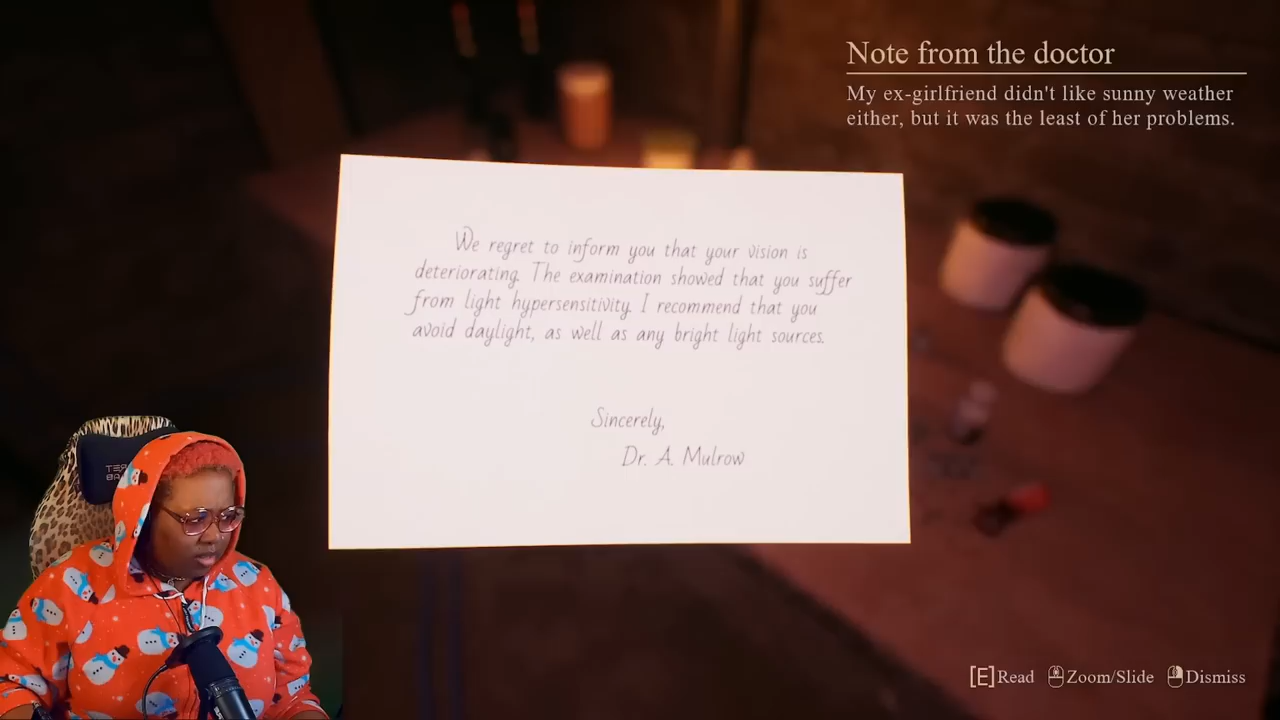 Note from the doctor
My ex-girlfriend didn't like sunny weather
either, but it was the least of her problems.
We regret to inform you that your vision is
deteriorating. The examination showed that you suffer
from light hypersensitivity. I recommend that you
avoid daylight, as well as any bright light sources.
Sincerely,
Dr. A. Mulrow
[E]Read Zoom/Slide Dismiss